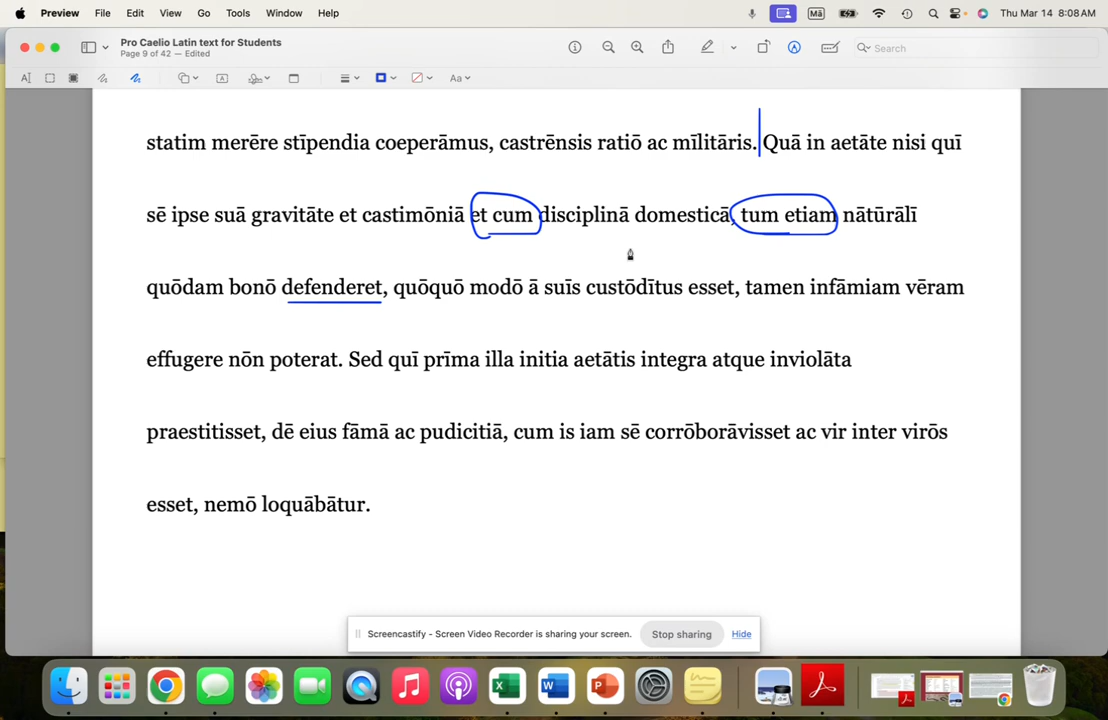 Preview File Edit View Go Tools Window Help Mā Thu Mar 14 8:08 AM
Pro Caelio Latin text for Students
Page 9 of 42 — Edited
Search
Aa
statim merēre stīpendia coeperāmus, castrēnsis ratiō ac mīlitāris. Quā in aetāte nisi quī
sē ipse suā gravitāte et castimōniā et cum disciplinā domesticā, tum etiam nātūrālī
quōdam bonō defenderet, quōquō modō ā suīs custōdītus esset, tamen infāmiam vēram
effugere nōn poterat. Sed quī prīma illa initia aetātis integra atque inviolāta
praestitisset, dē eius fāmā ac pudicitiā, cum is iam sē corrōborāvisset ac vir inter virōs
esset, nemō loquābātur.
Screencastify - Screen Video Recorder is sharing your screen. Stop sharing Hide